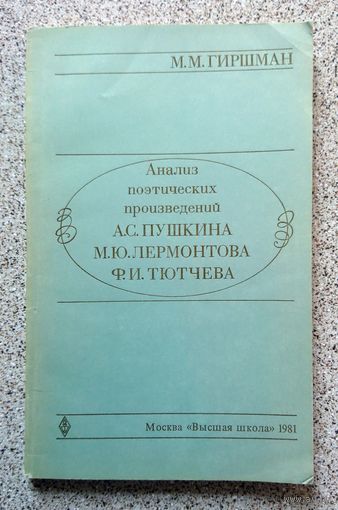 М. М. ГИРШМАН
Анализ
поэтических
произведений
А.С. ПУШКИНА
М.Ю. ЛЕРМОНТОВА
Ф.И. ТЮТЧЕВА
Москва «Высшая школа» 1981